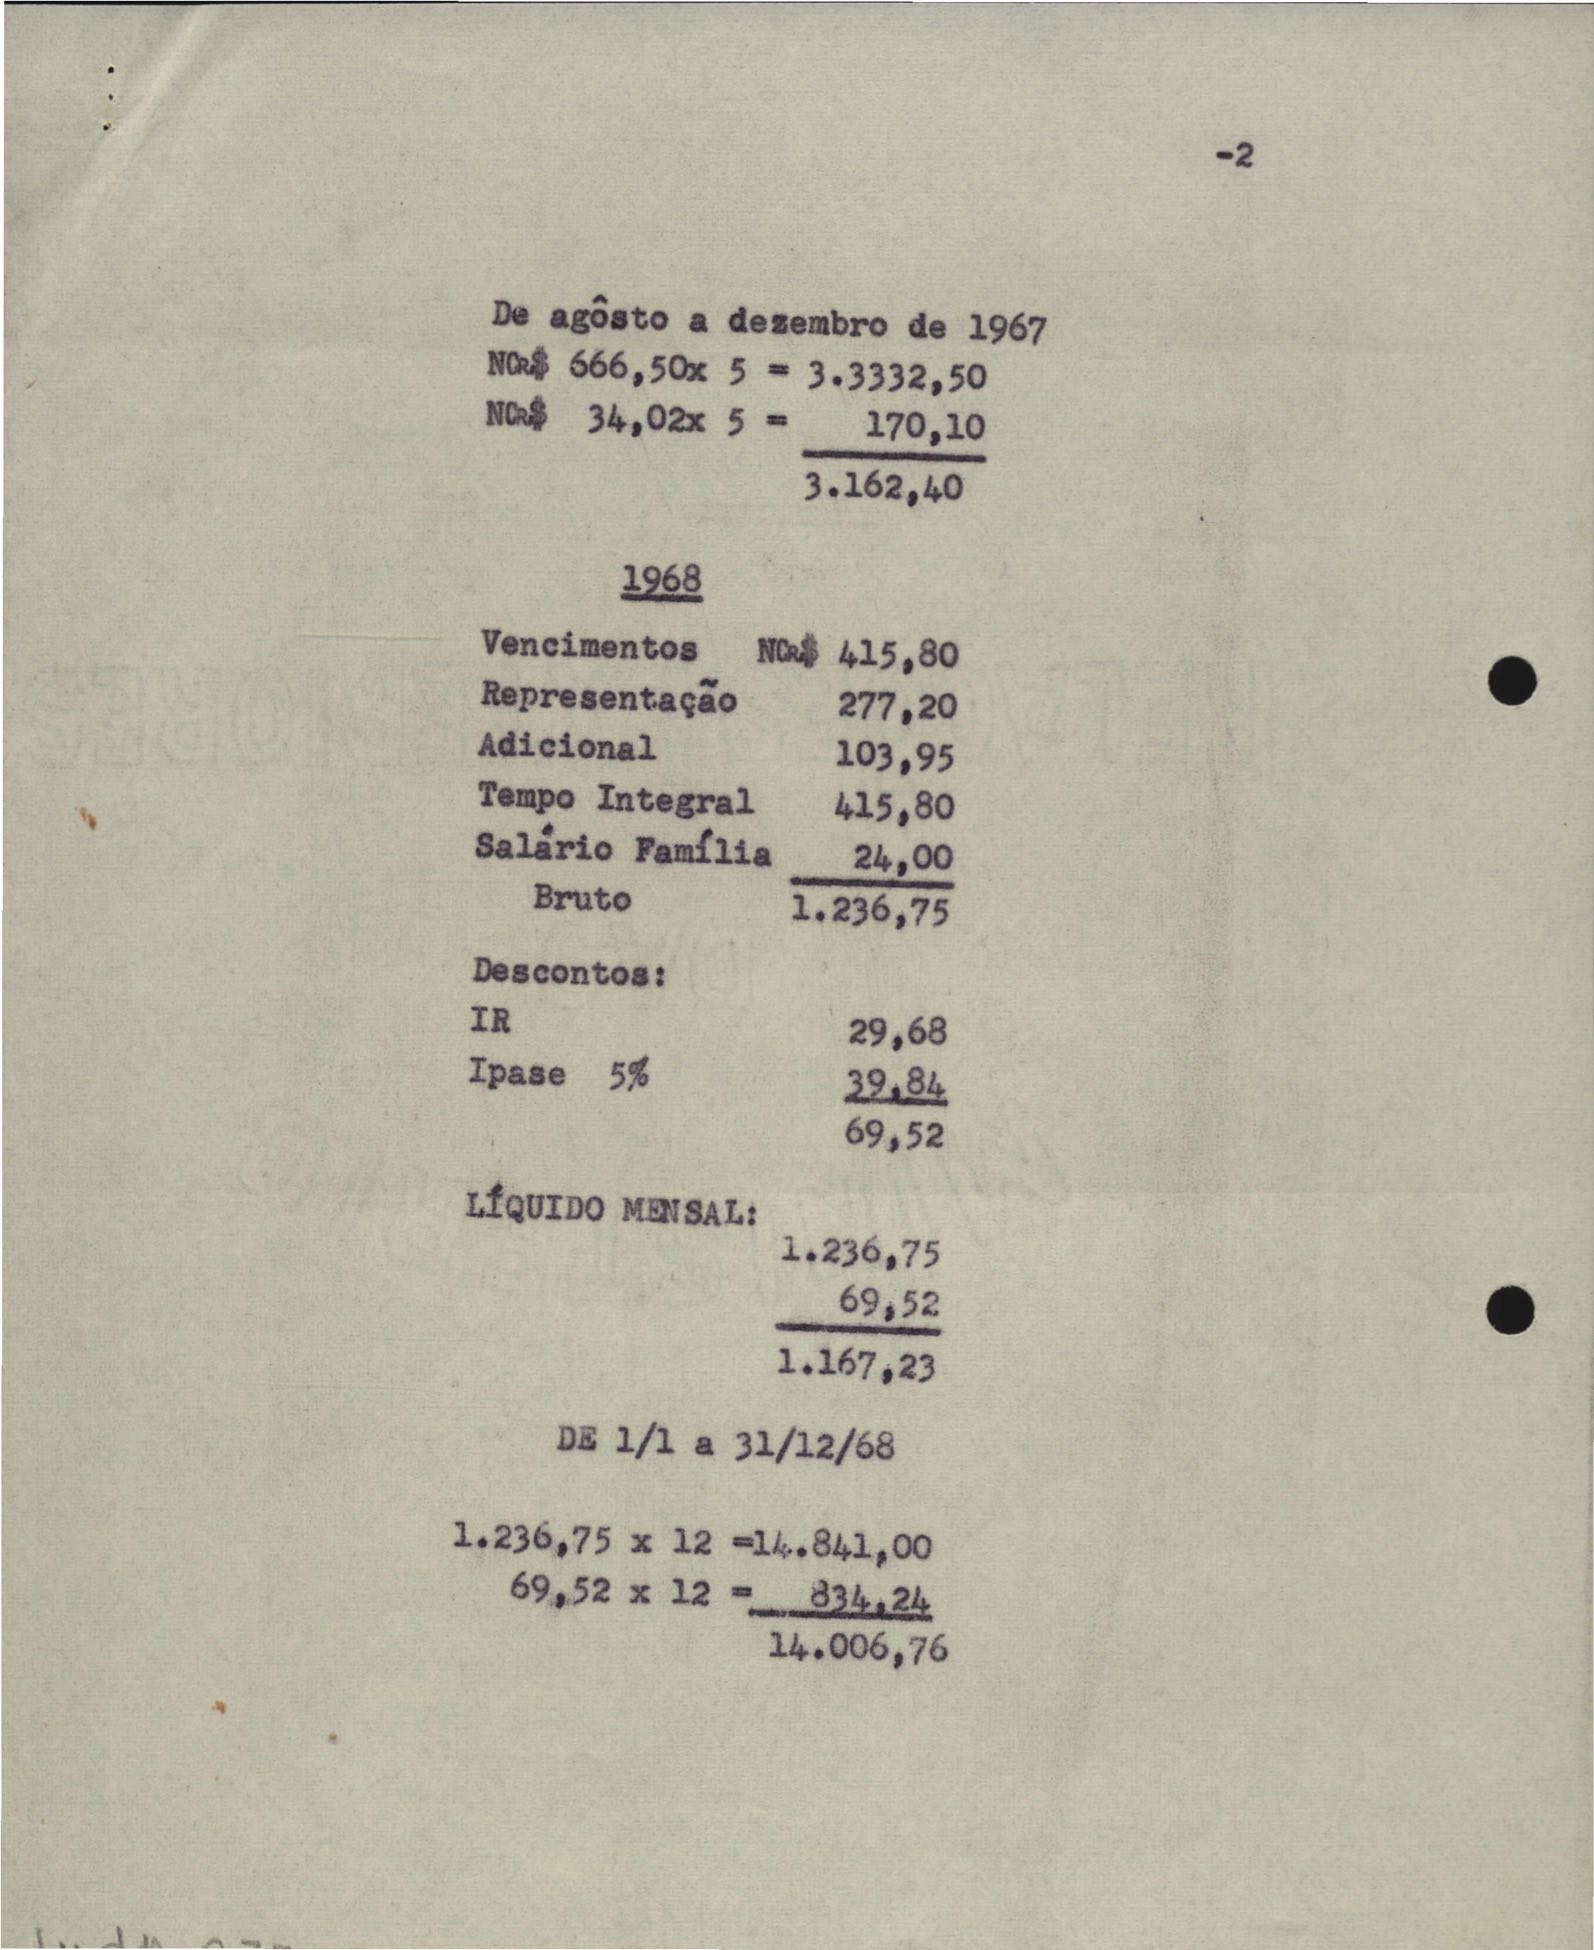 -2
De agôsto a dezembro de 1967
NCR$ 666,50x 5 = 3.3332,50
NCR$ 34,02x 5 = 170,10
3.162,40
1968
Vencimentos NCR$ 415,80
Representação 277,20
Adicional 103,95
Tempo Integral 415,80
Salário Família 24,00
Bruto 1.236,75
Descontos:
IR 29,68
Ipase 5% 39,84
69,52
LÍQUIDO MENSAL:
1.236,75
69,52
1.167,23
DE 1/1 a 31/12/68
1.236,75 x 12 =14.841,00
69,52 x 12 = 834,24
14.006,76